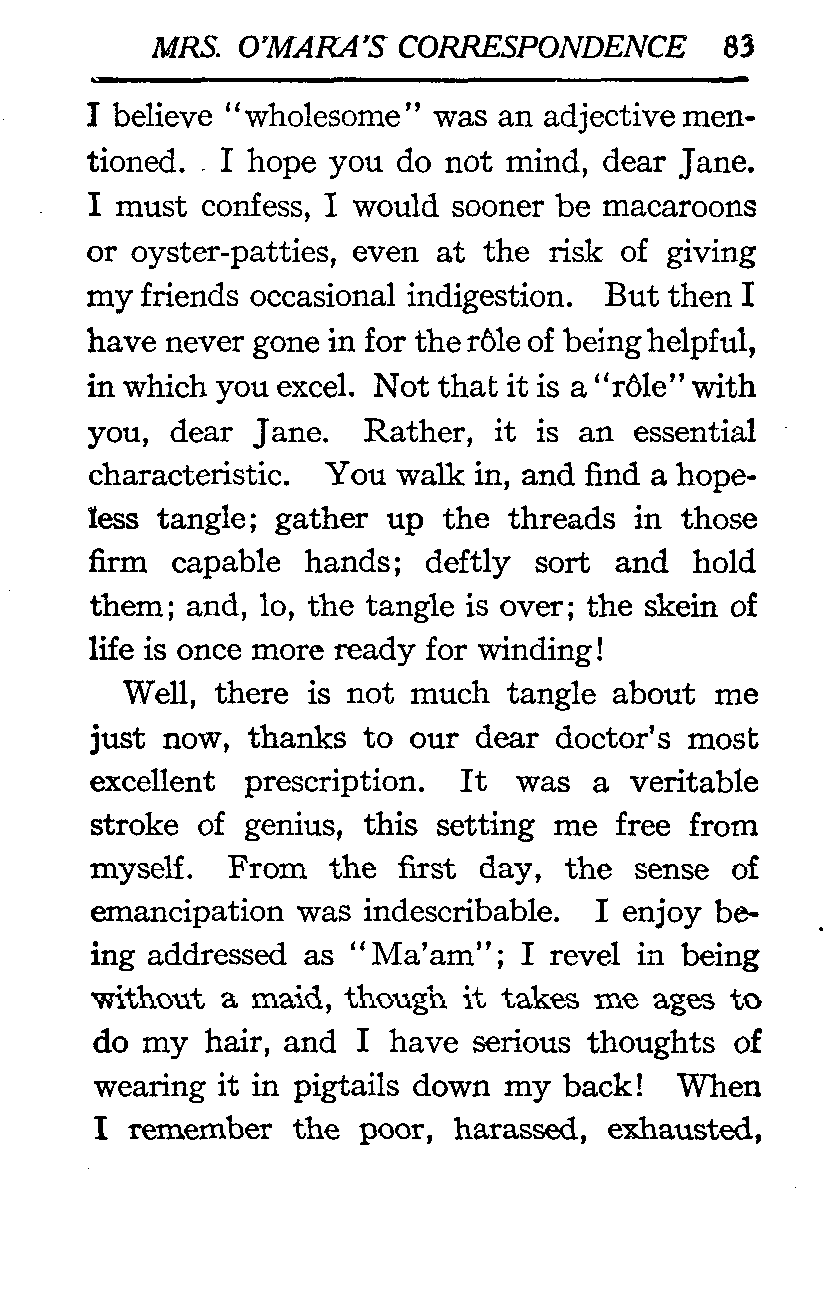 MRS. O'MARA'S CORRESPONDENCE 83
I believe "wholesome" was an adjective men-
tioned. I hope you do not mind, dear Jane.
I must confess, I would sooner be macaroons
or oyster-patties, even at the risk of giving
my friends occasional indigestion. But then I
have never gone in for the rôle of being helpful,
in which you excel. Not that it is a "rôle" with
you, dear Jane. Rather, it is an essential
characteristic. You walk in, and find a hope-
less tangle; gather up the threads in those
firm capable hands; deftly sort and hold
them; and, lo, the tangle is over; the skein of
life is once more ready for winding!
Well, there is not much tangle about me
just now, thanks to our dear doctor's most
excellent prescription. It was a veritable
stroke of genius, this setting me free from
myself. From the first day, the sense of
emancipation was indescribable. I enjoy be-
ing addressed as "Ma'am"; I revel in being
without a maid, though it takes me ages to
do my hair, and I have serious thoughts of
wearing it in pigtails down my back! When
I remember the poor, harassed, exhausted,